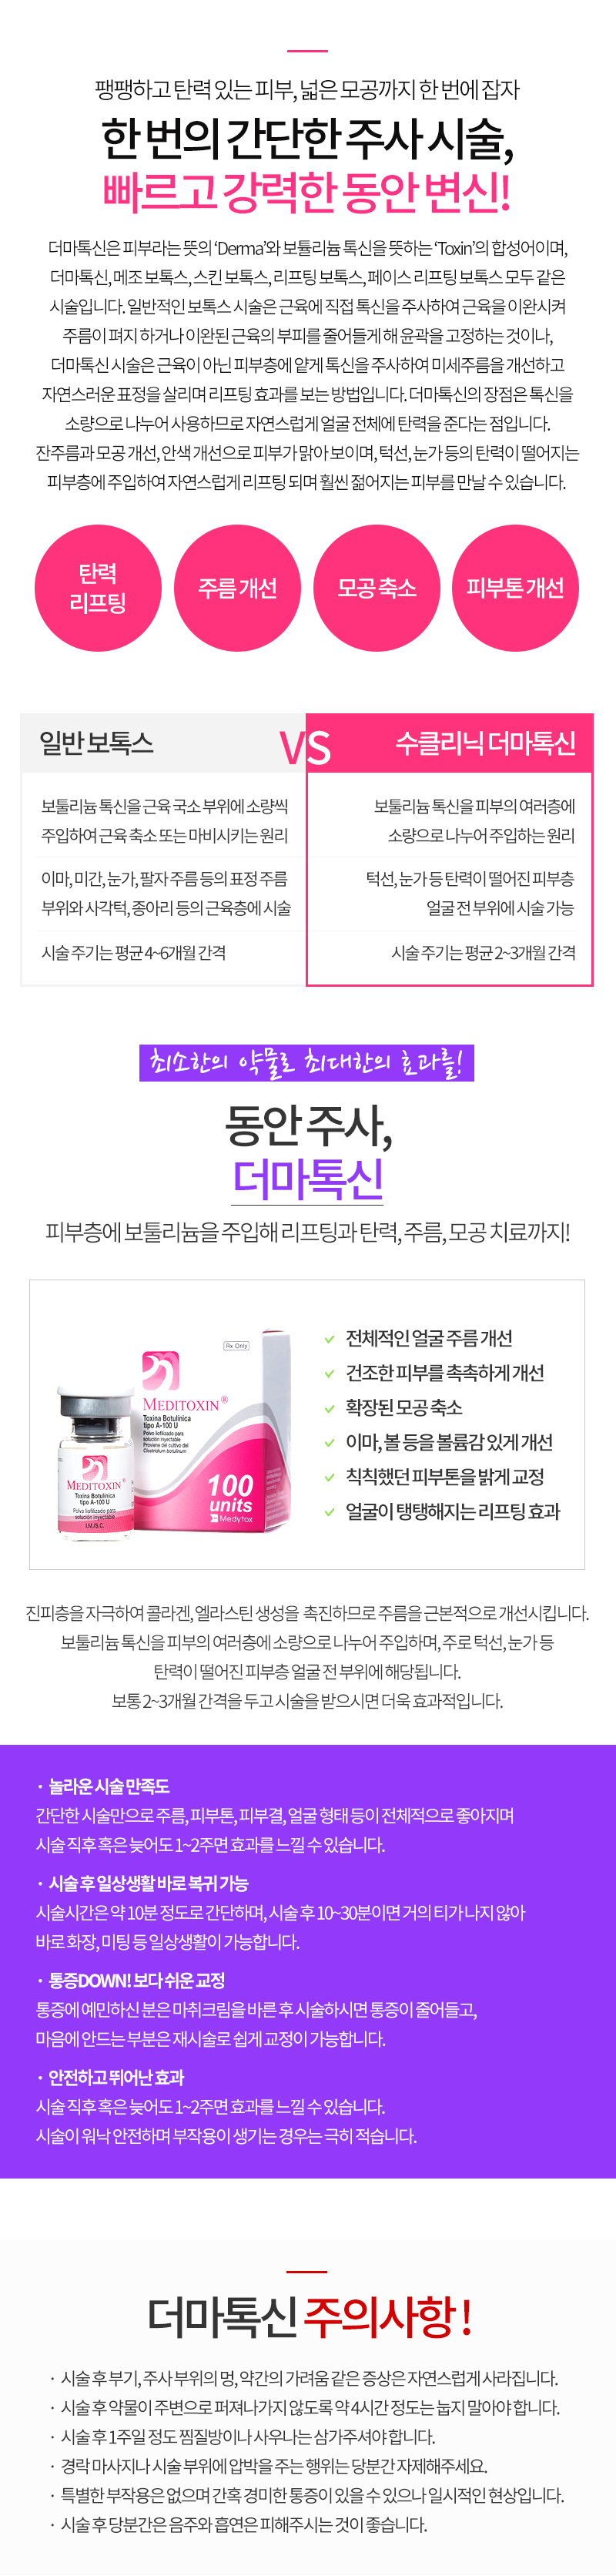 팽팽하고 탄력 있는 피부, 넓은 모공까지 한 번에 잡자
한 번의 간단한 주사 시술,
빠르고 강력한 동안 변신!
더마톡신은 피부라는 뜻의 ‘Derma’와 보툴리늄 톡신을 뜻하는 ‘Toxin’의 합성어이며,
더마톡신, 메조 보톡스, 스킨 보톡스, 리프팅 보톡스, 페이스 리프팅 보톡스 모두 같은
시술입니다. 일반적인 보톡스 시술은 근육에 직접 톡신을 주사하여 근육을 이완시켜
주름이 펴지 하거나 이완된 근육의 부피를 줄어들게 해 윤곽을 고정하는 것이나,
더마톡신 시술은 근육이 아닌 피부층에 얕게 톡신을 주사하여 미세주름을 개선하고
자연스러운 표정을 살리며 리프팅 효과를 보는 방법입니다. 더마톡신의 장점은 톡신을
소량으로 나누어 사용하므로 자연스럽게 얼굴 전체에 탄력을 준다는 점입니다.
잔주름과 모공 개선, 안색 개선으로 피부가 맑아 보이며, 턱선, 눈가 등의 탄력이 떨어지는
피부층에 주입하여 자연스럽게 리프팅 되며 훨씬 젊어지는 피부를 만날 수 있습니다.
탄력
리프팅
주름 개선
모공 축소
피부톤 개선
일반 보톡스
VS
수클리닉 더마톡신
보툴리늄 톡신을 근육 국소 부위에 소량씩
주입하여 근육 축소 또는 마비시키는 원리
보툴리늄 톡신을 피부의 여러층에
소량으로 나누어 주입하는 원리
이마, 미간, 눈가, 팔자 주름 등의 표정 주름
부위와 사각턱, 종아리 등의 근육층에 시술
턱선, 눈가 등 탄력이 떨어진 피부층
얼굴 전 부위에 시술 가능
시술 주기는 평균 4~6개월 간격
시술 주기는 평균 2~3개월 간격
최소한의 약물로 최대한의 효과를!
동안 주사,
더마톡신
피부층에 보툴리늄을 주입해 리프팅과 탄력, 주름, 모공 치료까지!
Rx Only
MEDITOXIN®
Toxina Botulínica
tipo A-100 U
Polvo liofilizado para
solución inyectable
Proviene del cultivo del
Clostridium botulinum
100
units
Medytox
MEDITOXIN®
Toxina Botulínica
tipo A-100 U
Polvo liofilizado para
solución inyectable
I.M./S.C.
전체적인 얼굴 주름 개선
건조한 피부를 촉촉하게 개선
확장된 모공 축소
이마, 볼 등을 볼륨감 있게 개선
칙칙했던 피부톤을 밝게 교정
얼굴이 탱탱해지는 리프팅 효과
진피층을 자극하여 콜라겐, 엘라스틴 생성을 촉진하므로 주름을 근본적으로 개선시킵니다.
보툴리늄 톡신을 피부의 여러층에 소량으로 나누어 주입하며, 주로 턱선, 눈가 등
탄력이 떨어진 피부층 얼굴 전 부위에 해당됩니다.
보통 2~3개월 간격을 두고 시술을 받으시면 더욱 효과적입니다.
· 놀라운 시술 만족도
간단한 시술만으로 주름, 피부톤, 피부결, 얼굴 형태 등이 전체적으로 좋아지며
시술 직후 혹은 늦어도 1~2주면 효과를 느낄 수 있습니다.
· 시술 후 일상생활 바로 복귀 가능
시술시간은 약 10분 정도로 간단하며, 시술 후 10~30분이면 거의 티가 나지 않아
바로 화장, 미팅 등 일상생활이 가능합니다.
· 통증DOWN! 보다 쉬운 교정
통증에 예민하신 분은 마취크림을 바른 후 시술하시면 통증이 줄어들고,
마음에 안드는 부분은 재시술로 쉽게 교정이 가능합니다.
· 안전하고 뛰어난 효과
시술 직후 혹은 늦어도 1~2주면 효과를 느낄 수 있습니다.
시술이 워낙 안전하며 부작용이 생기는 경우는 극히 적습니다.
더마톡신 주의사항 !
· 시술 후 부기, 주사 부위의 멍, 약간의 가려움 같은 증상은 자연스럽게 사라집니다.
· 시술 후 약물이 주변으로 퍼져나가지 않도록 약 4시간 정도는 눕지 말아야 합니다.
· 시술 후 1주일 정도 찜질방이나 사우나는 삼가주셔야 합니다.
· 경락 마사지나 시술 부위에 압박을 주는 행위는 당분간 자제해주세요.
· 특별한 부작용은 없으며 간혹 경미한 통증이 있을 수 있으나 일시적인 현상입니다.
· 시술 후 당분간은 음주와 흡연은 피해주시는 것이 좋습니다.